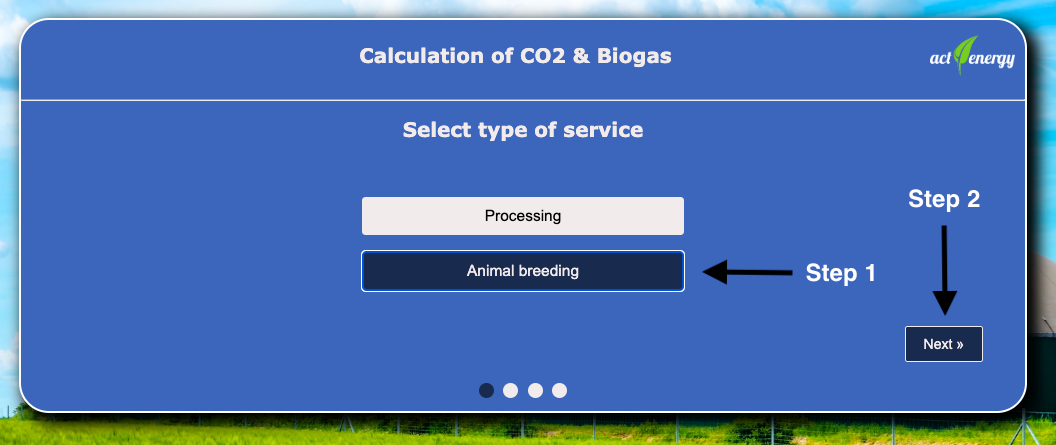 Calculation of CO2 & Biogas
act energy
Select type of service
Processing
Step 2
Animal breeding
Step 1
Next »